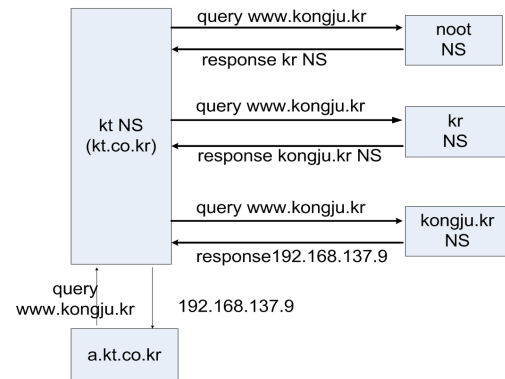 query www.kongju.kr
noot
NS
response kr NS
query www.kongju.kr
kt NS
(kt.co.kr)
kr
NS
response kongju.kr NS
query www.kongju.kr
kongju.kr
NS
response192.168.137.9
query
www.kongju.kr
192.168.137.9
a.kt.co.kr